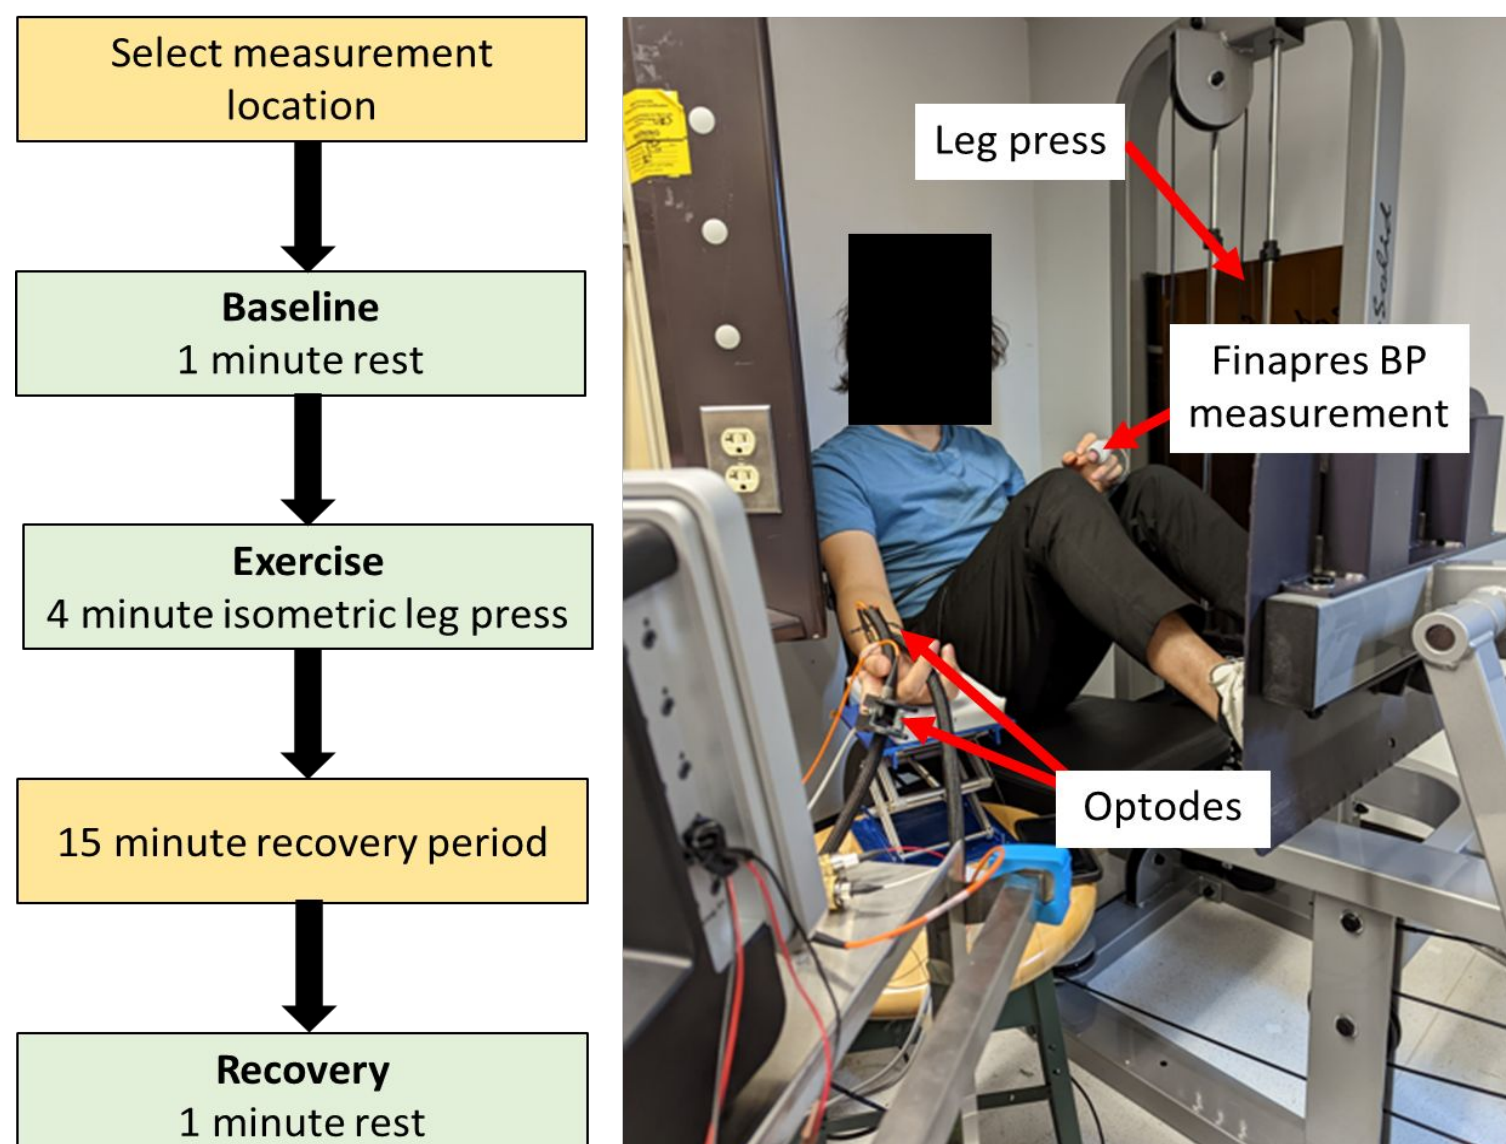 Select measurement
location
Baseline
1 minute rest
Exercise
4 minute isometric leg press
15 minute recovery period
Recovery
1 minute rest
Leg press
Finapres BP
measurement
Optodes